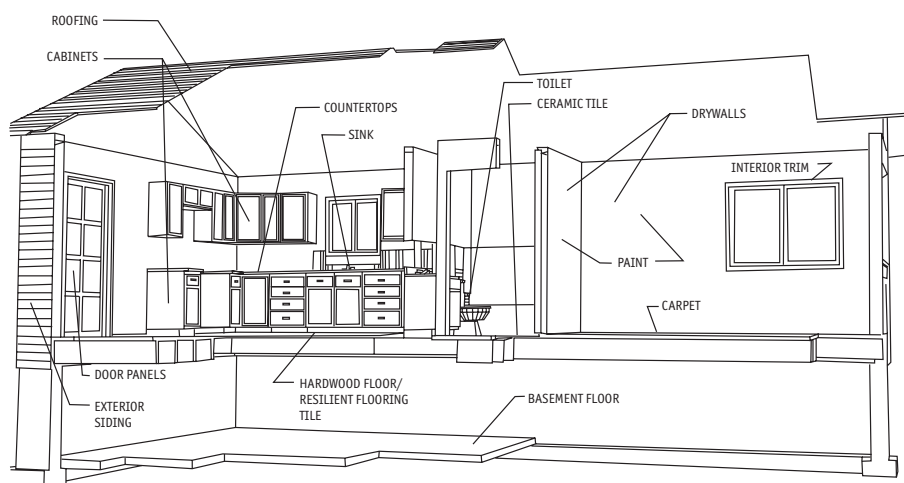 ROOFING
CABINETS
COUNTERTOPS
SINK
TOILET
CERAMIC TILE
DRYWALLS
INTERIOR TRIM
PAINT
CARPET
DOOR PANELS
EXTERIOR
SIDING
HARDWOOD FLOOR/
RESILIENT FLOORING
TILE
BASEMENT FLOOR